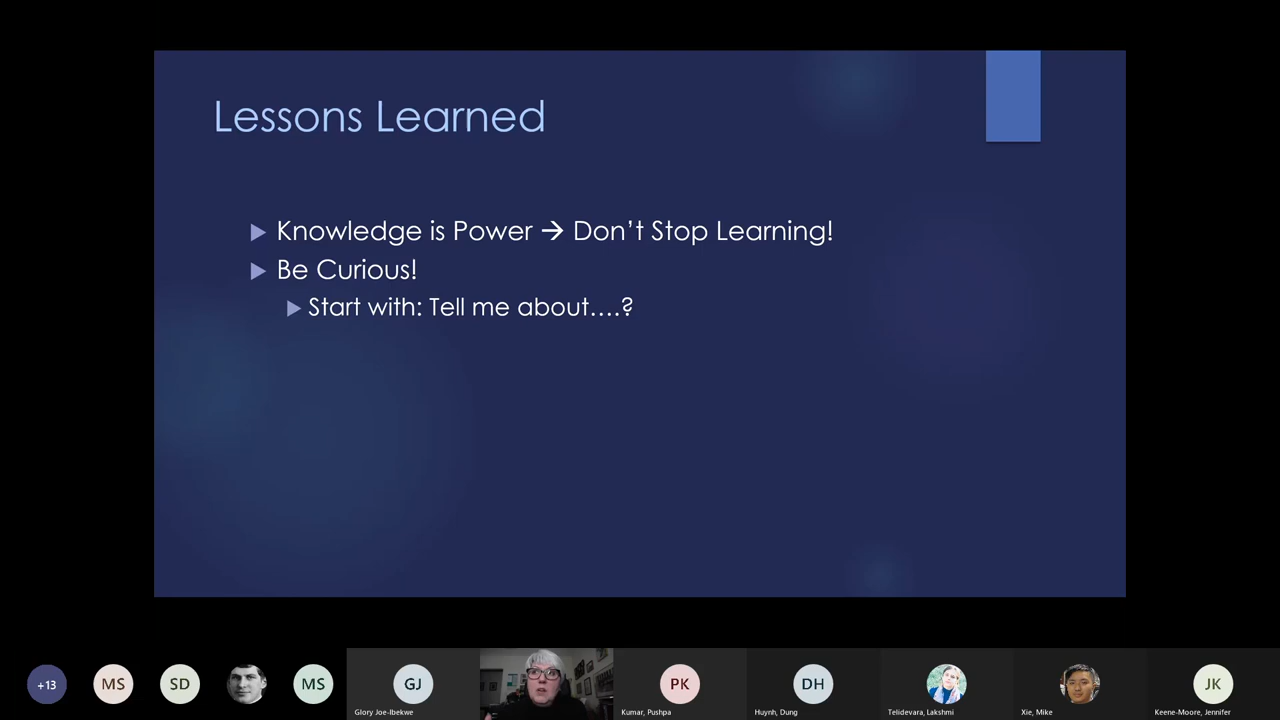 Lessons Learned
Knowledge is Power → Don't Stop Learning!
Be Curious!
Start with: Tell me about....?
+13
MS
SD
MS
GJ
PK
DH
JK
Glory Joe-Ibekwe
Kumar, Pushpa
Huynh, Dung
Telidevara, Lakshmi
Xie, Mike
Keene-Moore, Jennifer